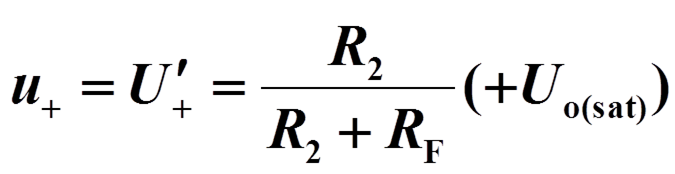 u₊ = U′₊ = R₂ / (R₂ + R_F) (+U_o(sat))